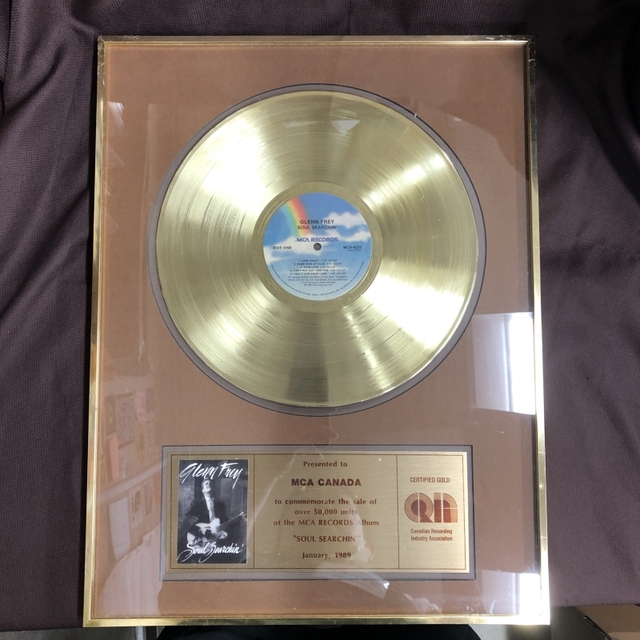 GLENN FREY
SOUL SEARCHIN'
MCA RECORDS
SIDE ONE
Glenn Frey
Soul Searchin'
Presented to
MCA CANADA
to commemorate the sale of
over 50,000 units
of the MCA RECORDS Album
"SOUL SEARCHIN'"
January, 1989
CERTIFIED GOLD
Canadian Recording
Industry Association